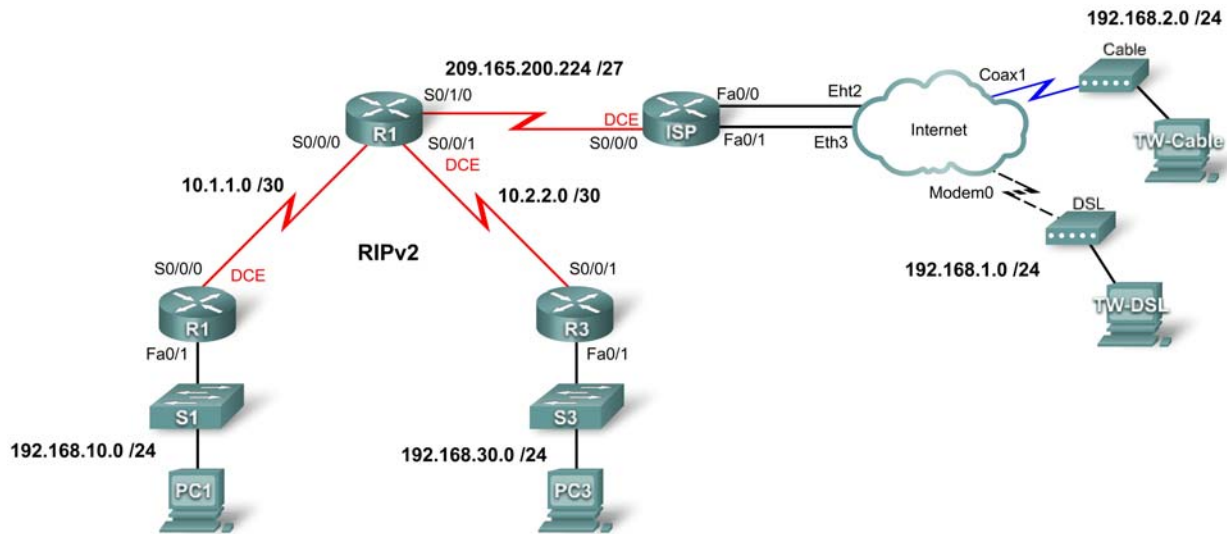 192.168.2.0 /24
Cable
209.165.200.224 /27
Coax1
S0/1/0
Fa0/0
Eht2
DCE
R1
ISP
Internet
TW-Cable
S0/0/0
S0/0/1
S0/0/0
Fa0/1
Eth3
DCE
10.1.1.0 /30
10.2.2.0 /30
Modem0
DSL
RIPv2
S0/0/0
DCE
S0/0/1
192.168.1.0 /24
TW-DSL
R1
R3
Fa0/1
Fa0/1
S1
S3
192.168.10.0 /24
192.168.30.0 /24
PC1
PC3